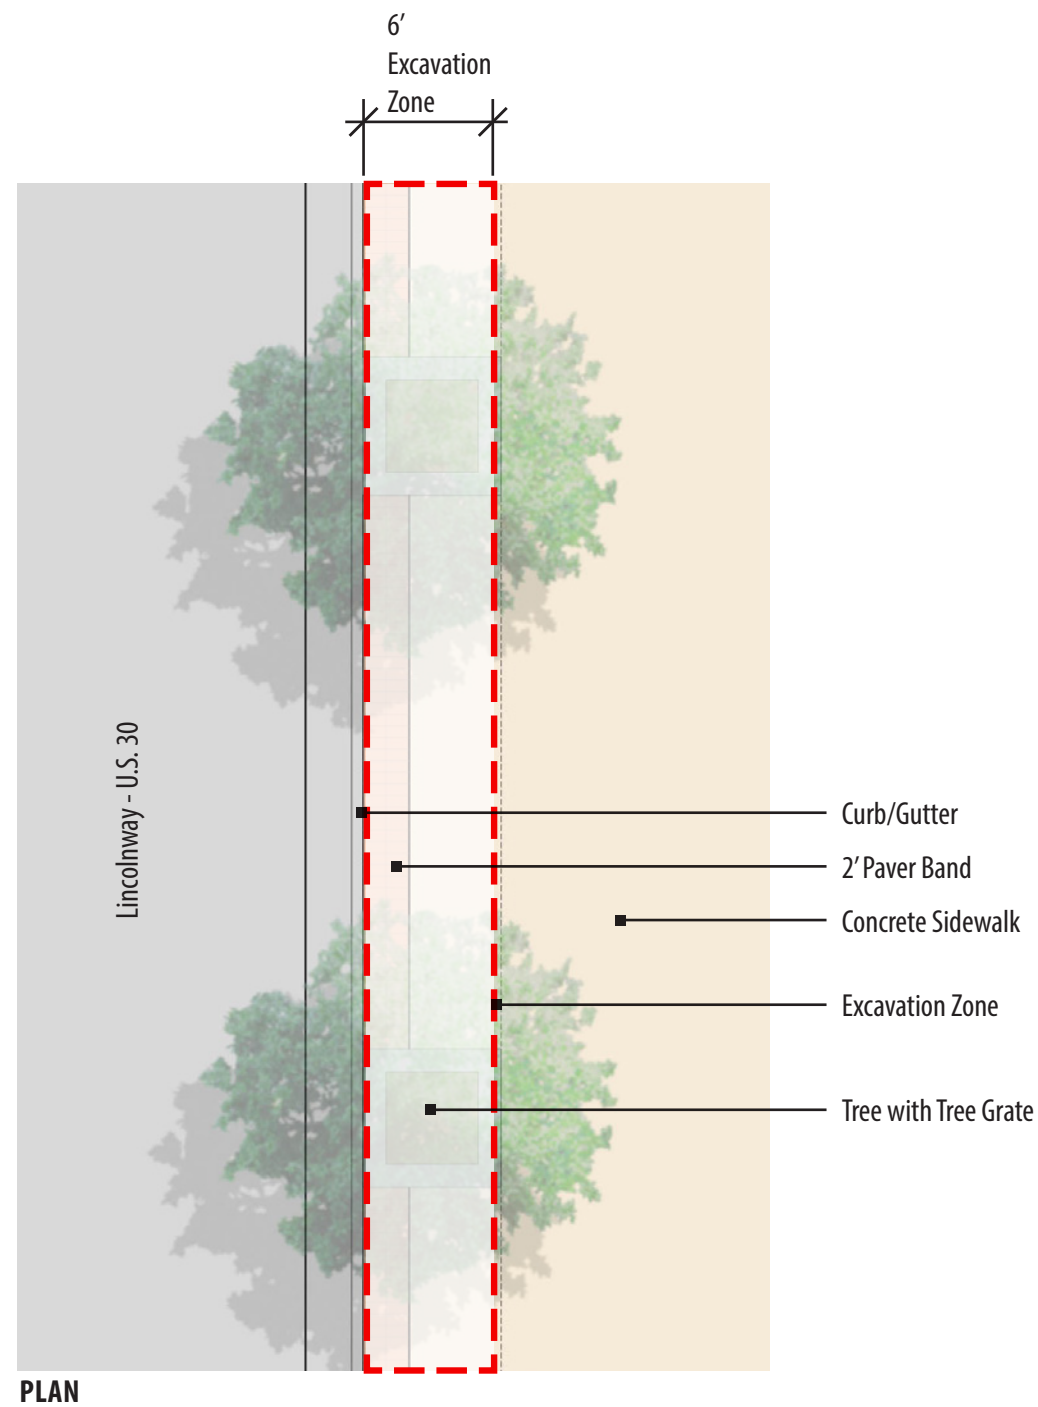 6’
Excavation
Zone
Lincolnway - U.S. 30
Curb/Gutter
2’ Paver Band
Concrete Sidewalk
Excavation Zone
Tree with Tree Grate
PLAN